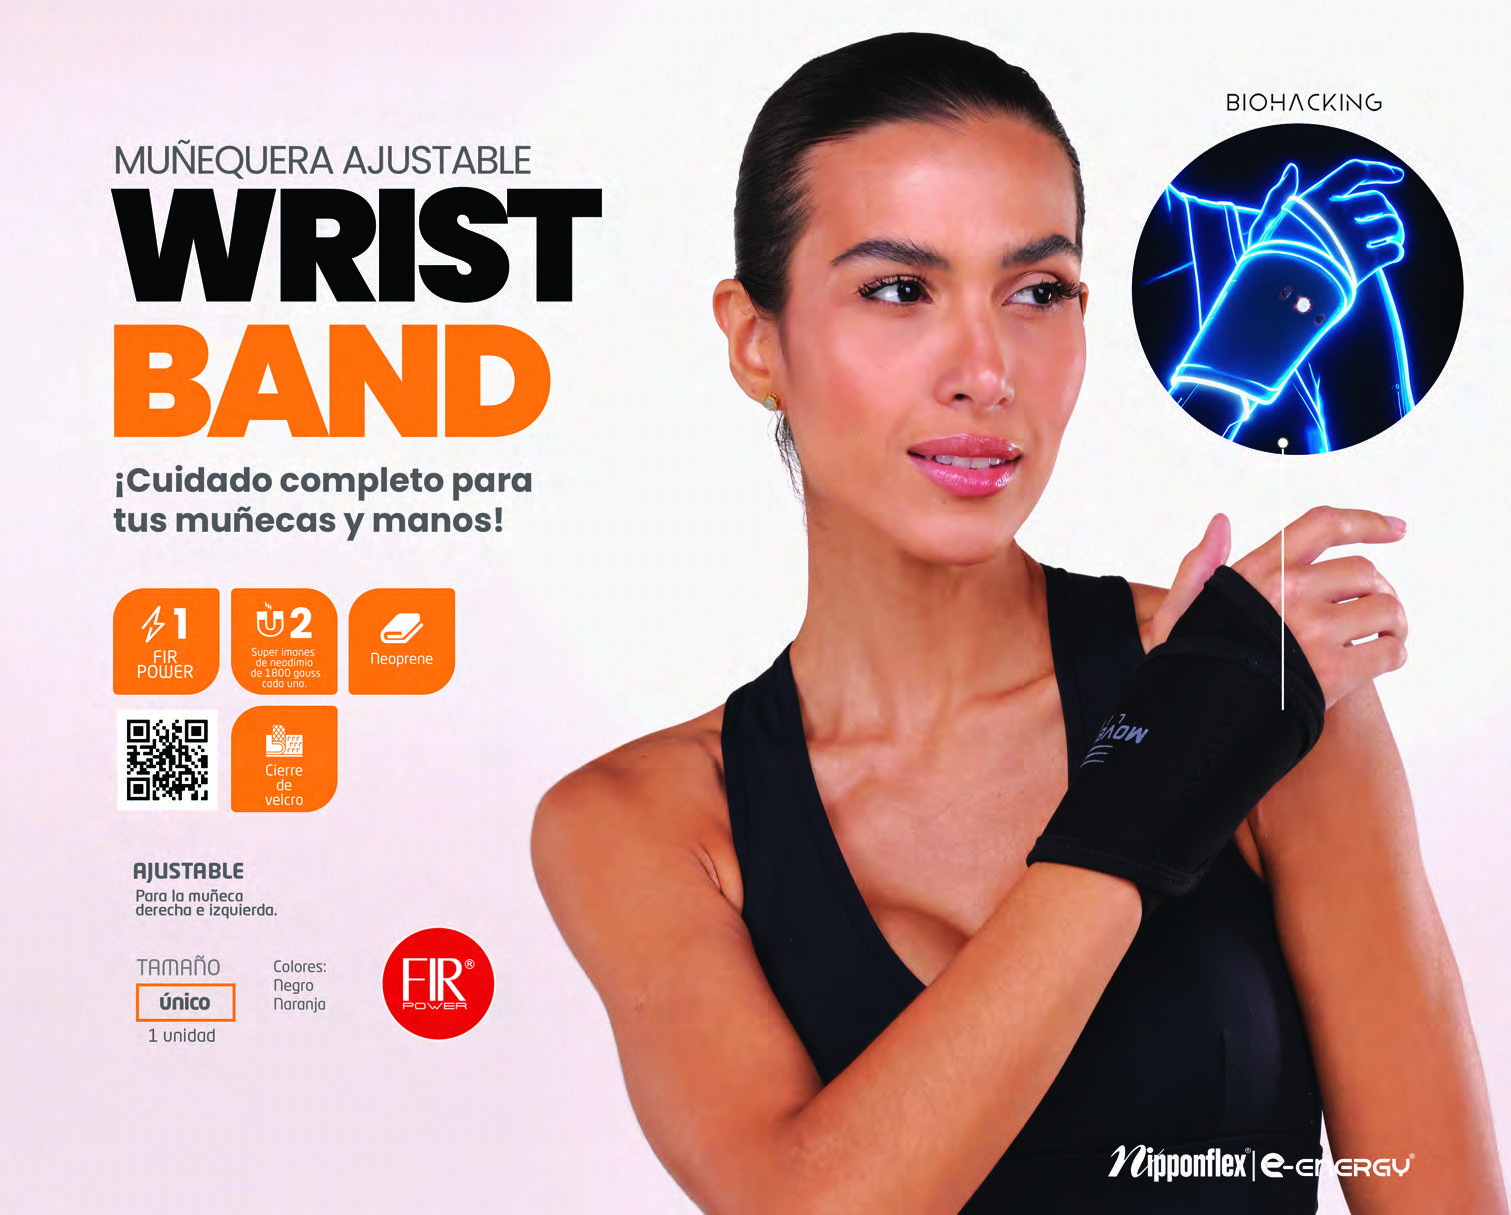 MUÑEQUERA AJUSTABLE
WRIST
BAND
¡Cuidado completo para
tus muñecas y manos!
1
FIR
POWER
2
Super imanes
de neodimio
de 1800 gauss
cada uno.
Neoprene
Cierre
de
velcro
AJUSTABLE
Para la muñeca
derecha e izquierda.
TAMAÑO
único
1 unidad
Colores:
Negro
Naranja
FIR®
POWER
BIOHACKING
Nipponflex® | e-ENERGY®